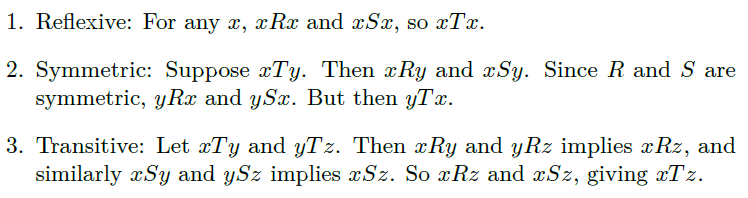 1. Reflexive: For any x, xRx and xSx, so xTx.
2. Symmetric: Suppose xTy. Then xRy and xSy. Since R and S are
symmetric, yRx and ySx. But then yTx.
3. Transitive: Let xTy and yTz. Then xRy and yRz implies xRz, and
similarly xSy and ySz implies xSz. So xRz and xSz, giving xTz.